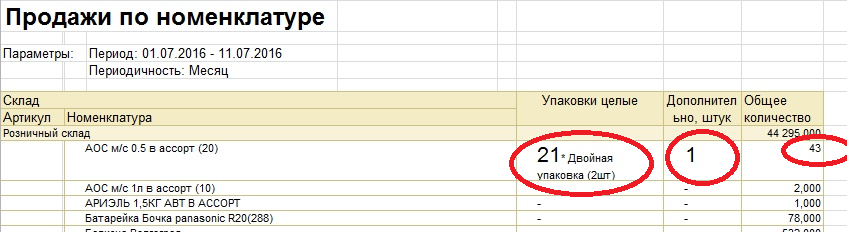 Продажи по номенклатуре
Параметры: Период: 01.07.2016 - 11.07.2016
Периодичность: Месяц
Склад Упаковки целые Дополнител Общее
Артикул Номенклатура ьно, штук количество
Розничный склад 44 295,000
АОС м/с 0.5 в ассорт (20) 21* Двойная 1 43
упаковка (2шт)
АОС м/с 1л в ассорт (10) - - 2,000
АРИЭЛЬ 1,5КГ АВТ В АССОРТ - - 1,000
Батарейка Бочка panasonic R20(288) - - 78,000